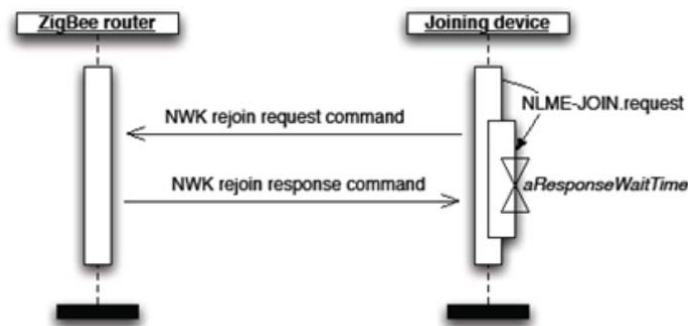 ZigBee router
Joining device
NLME-JOIN.request
NWK rejoin request command
NWK rejoin response command
aResponseWaitTime